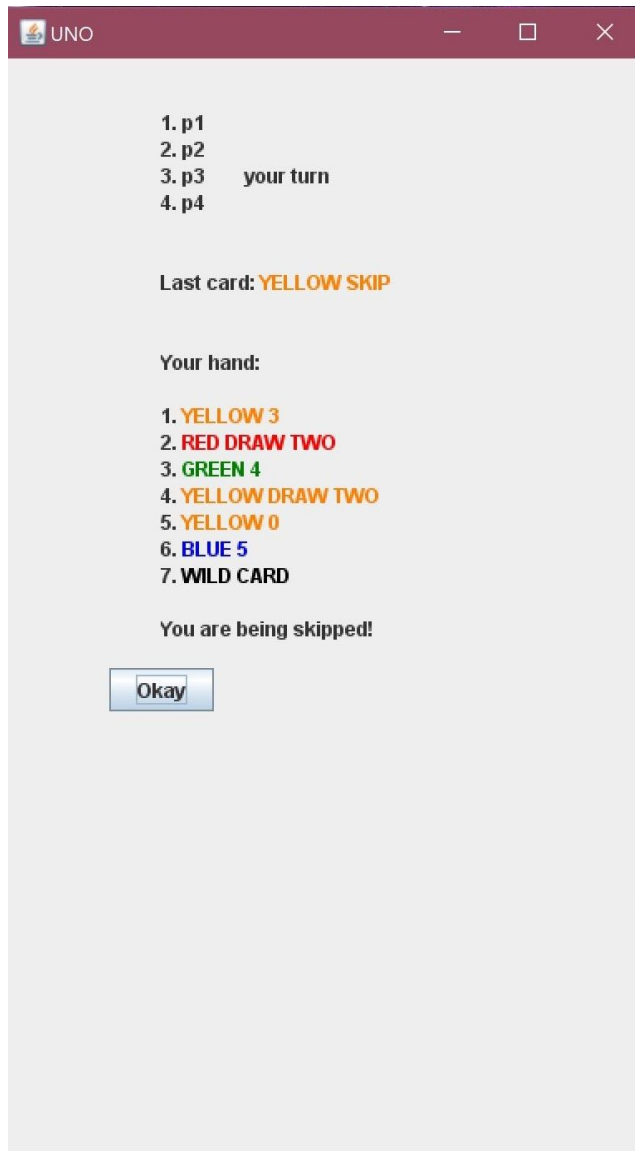 UNO
1. p1
2. p2
3. p3 your turn
4. p4
Last card: YELLOW SKIP
Your hand:
1. YELLOW 3
2. RED DRAW TWO
3. GREEN 4
4. YELLOW DRAW TWO
5. YELLOW 0
6. BLUE 5
7. WILD CARD
You are being skipped!
Okay